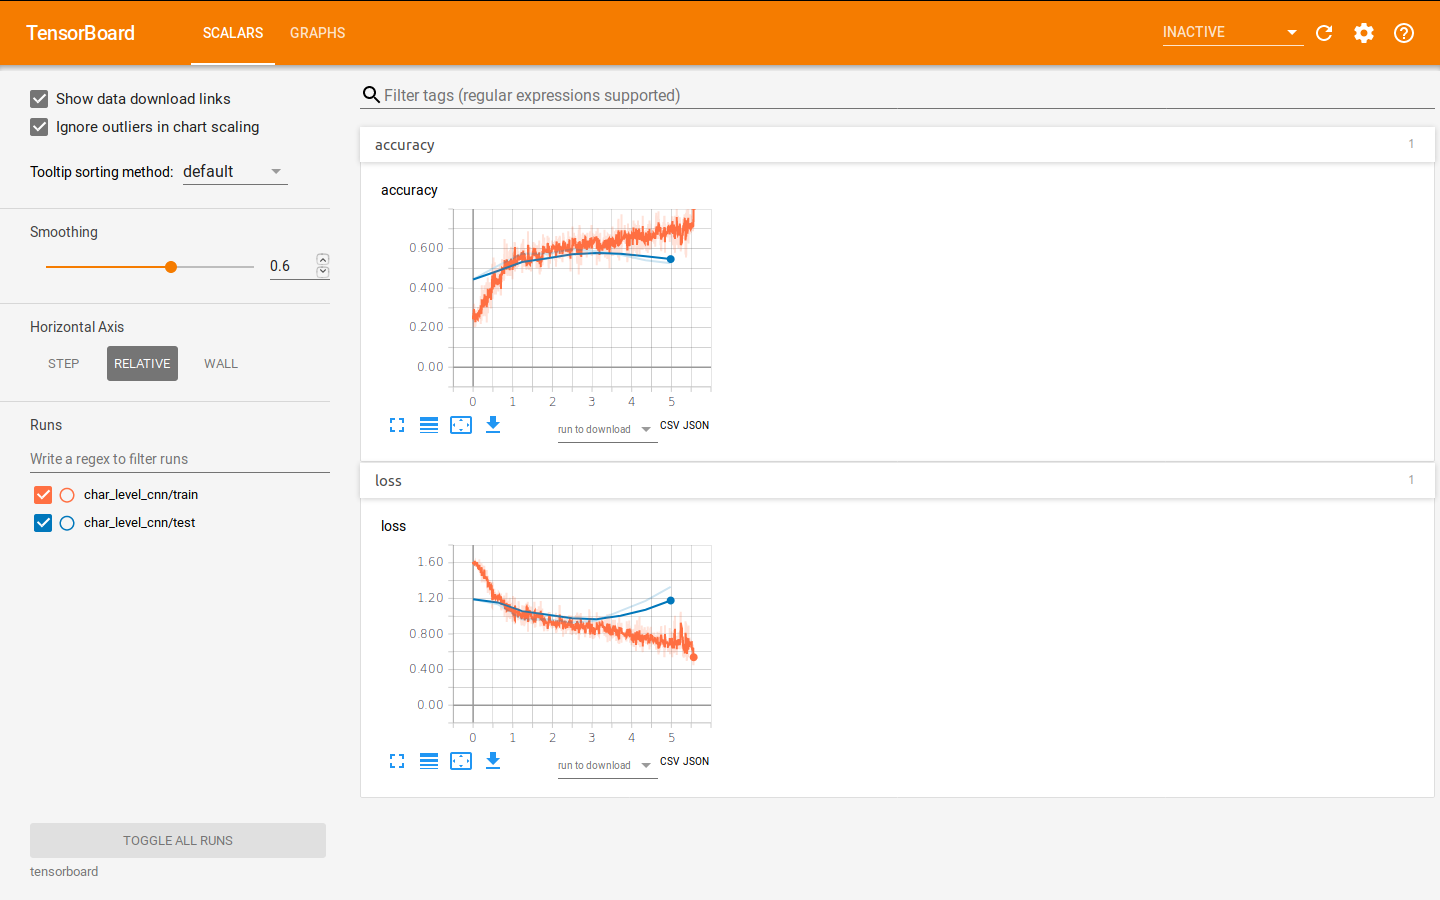 TensorBoard SCALARS GRAPHS INACTIVE
Show data download links
Ignore outliers in chart scaling
Tooltip sorting method: default
Smoothing
0.6
Horizontal Axis
STEP RELATIVE WALL
Runs
Write a regex to filter runs
char_level_cnn/train
char_level_cnn/test
TOGGLE ALL RUNS
tensorboard
Filter tags (regular expressions supported)
accuracy 1
accuracy
0.600
0.400
0.200
0.00
0 1 2 3 4 5
run to download CSV JSON
loss 1
loss
1.60
1.20
0.800
0.400
0.00
0 1 2 3 4 5
run to download CSV JSON